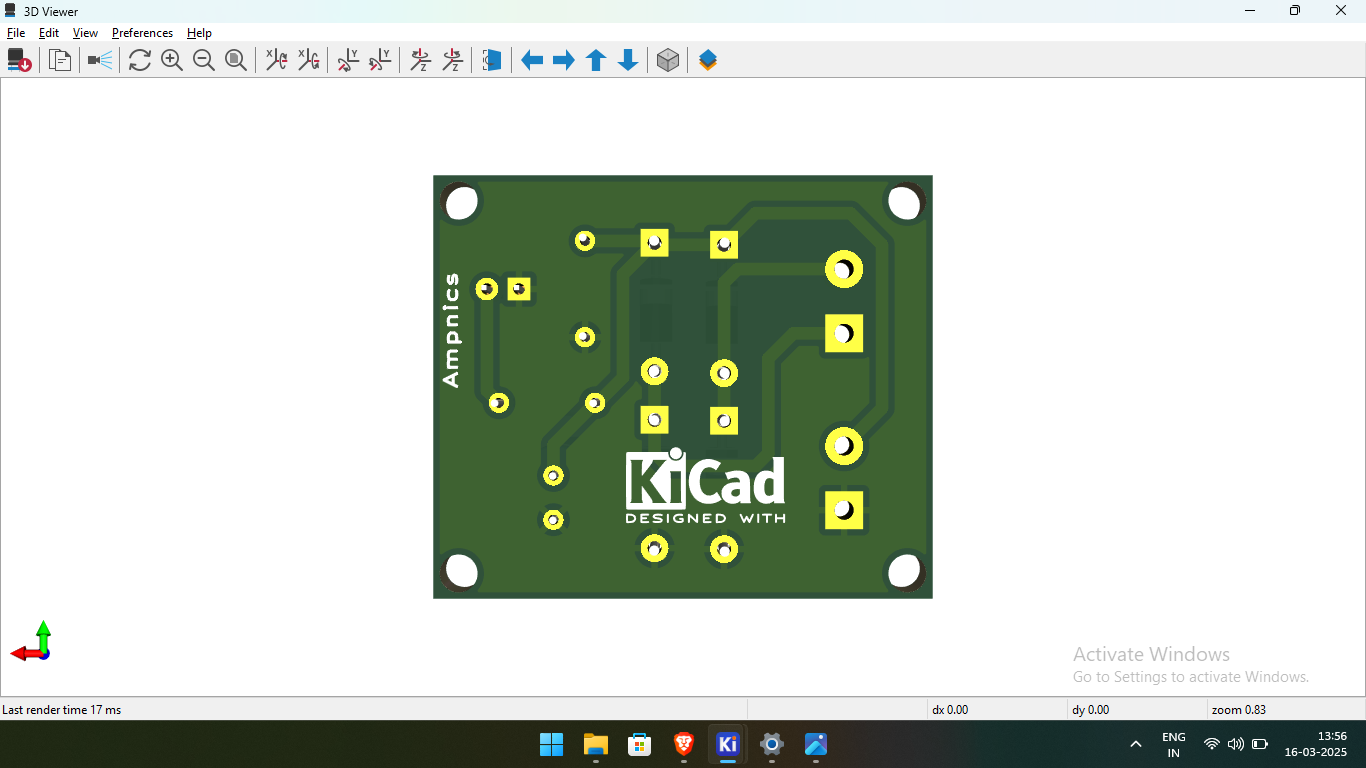 3D Viewer
File Edit View Preferences Help
Ampnics
KiCad
DESIGNED WITH
Activate Windows
Go to Settings to activate Windows.
Last render time 17 ms
dx 0.00
dy 0.00
zoom 0.83
ENG
IN
13:56
16-03-2025